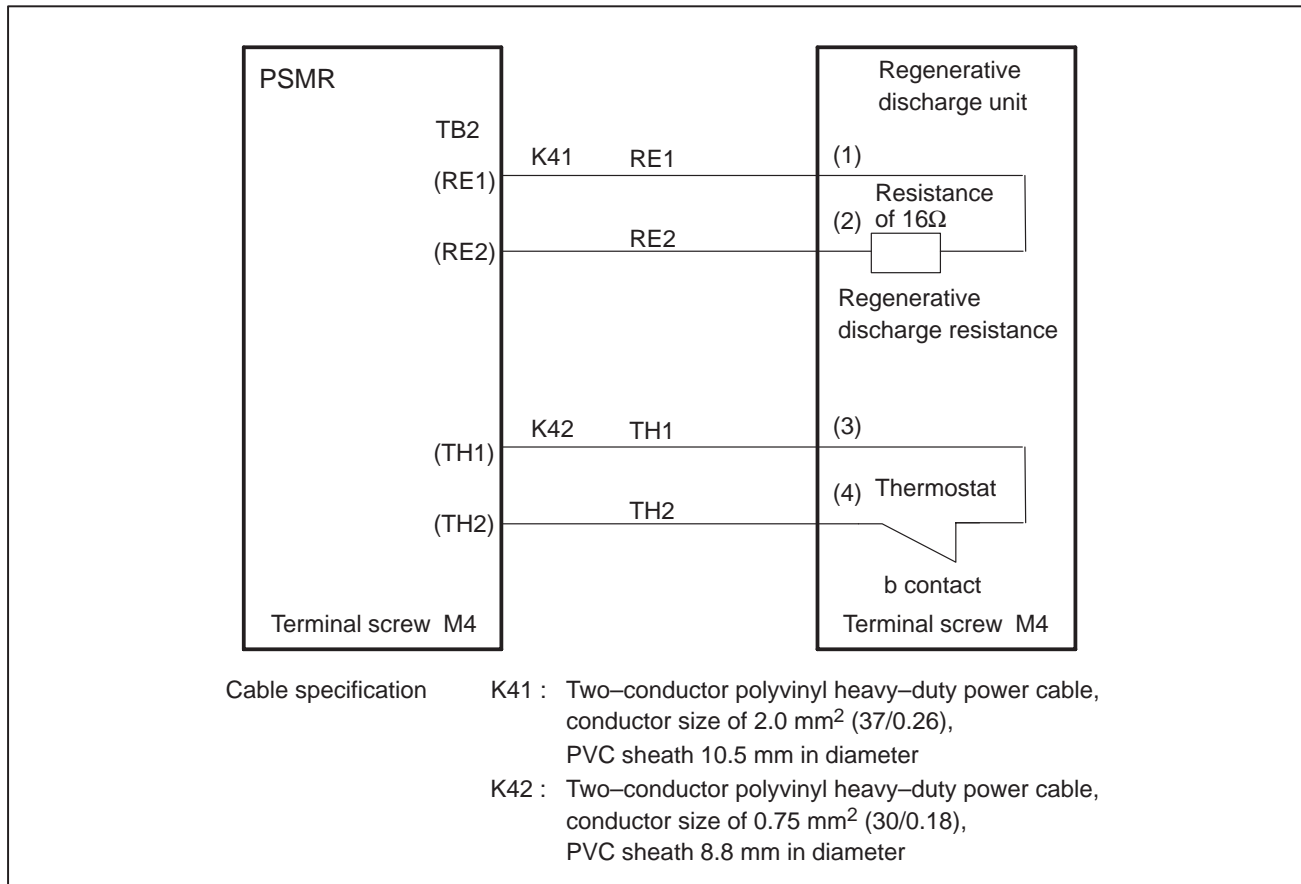 PSMR
TB2
(RE1)
(RE2)
(TH1)
(TH2)
Terminal screw M4
K41
RE1
RE2
K42
TH1
TH2
Regenerative
discharge unit
(1)
Resistance
of 16Ω
(2)
Regenerative
discharge resistance
(3)
(4)
Thermostat
b contact
Terminal screw M4
Cable specification
K41 : Two–conductor polyvinyl heavy–duty power cable,
conductor size of 2.0 mm² (37/0.26),
PVC sheath 10.5 mm in diameter
K42 : Two–conductor polyvinyl heavy–duty power cable,
conductor size of 0.75 mm² (30/0.18),
PVC sheath 8.8 mm in diameter